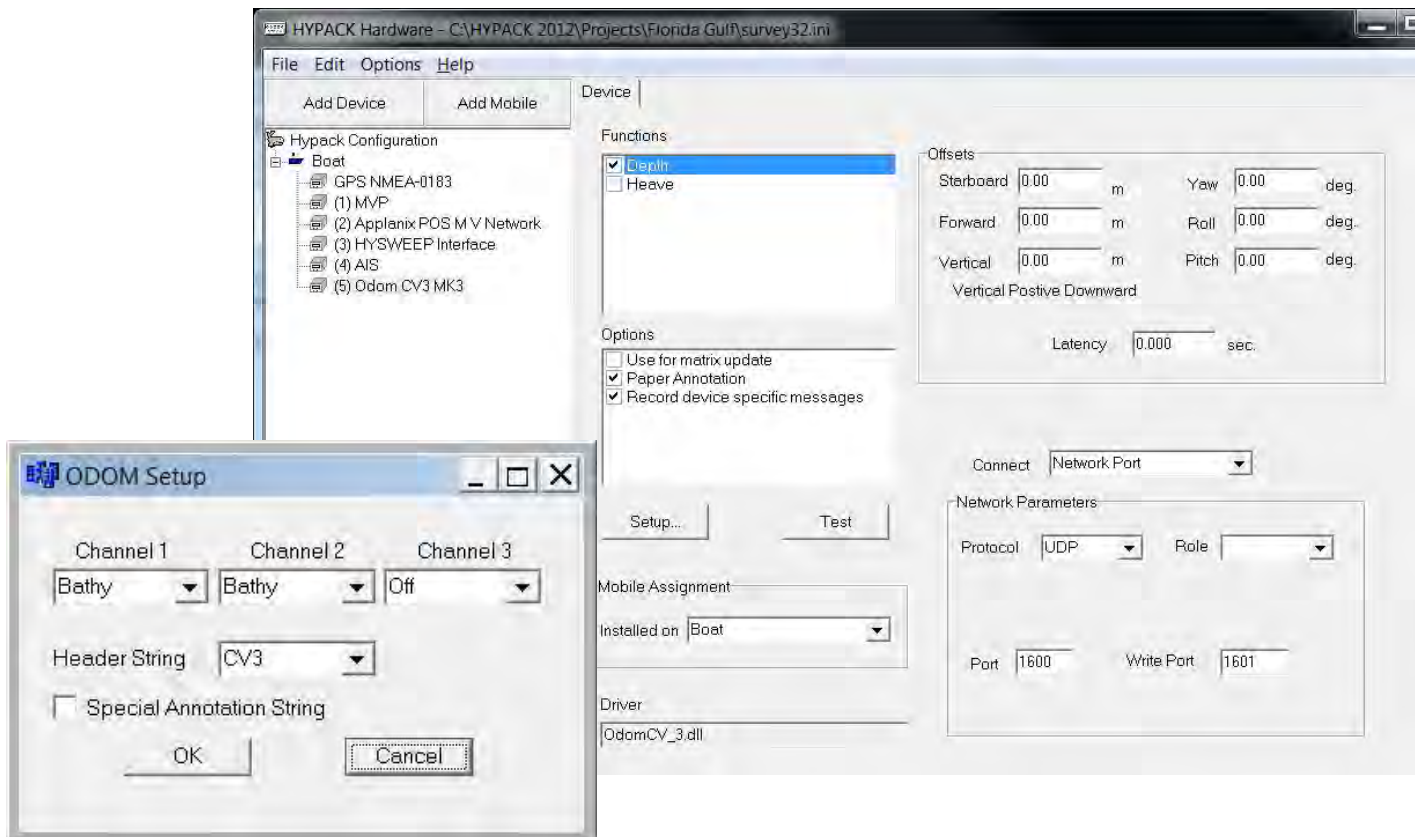 HYPACK Hardware - C:\HYPACK 2012\Projects\Florida Gulf\survey32.ini
File Edit Options Help
Add Device Add Mobile
Hypack Configuration
Boat
GPS NMEA-0183
(1) MVP
(2) Applanix POS M V Network
(3) HYSWEEP Interface
(4) AIS
(5) Odom CV3 MK3
Device
Functions
Depth
Heave
Options
Use for matrix update
Paper Annotation
Record device specific messages
Setup... Test
Mobile Assignment
Installed on Boat
Driver
OdomCV_3.dll
Offsets
Starboard 0.00 m Yaw 0.00 deg.
Forward 0.00 m Roll 0.00 deg.
Vertical 0.00 m Pitch 0.00 deg.
Vertical Postive Downward
Latency 0.000 sec.
Connect Network Port
Network Parameters
Protocol UDP Role
Port 1600 Write Port 1601
ODOM Setup
Channel 1 Channel 2 Channel 3
Bathy Bathy Off
Header String CV3
Special Annotation String
OK Cancel